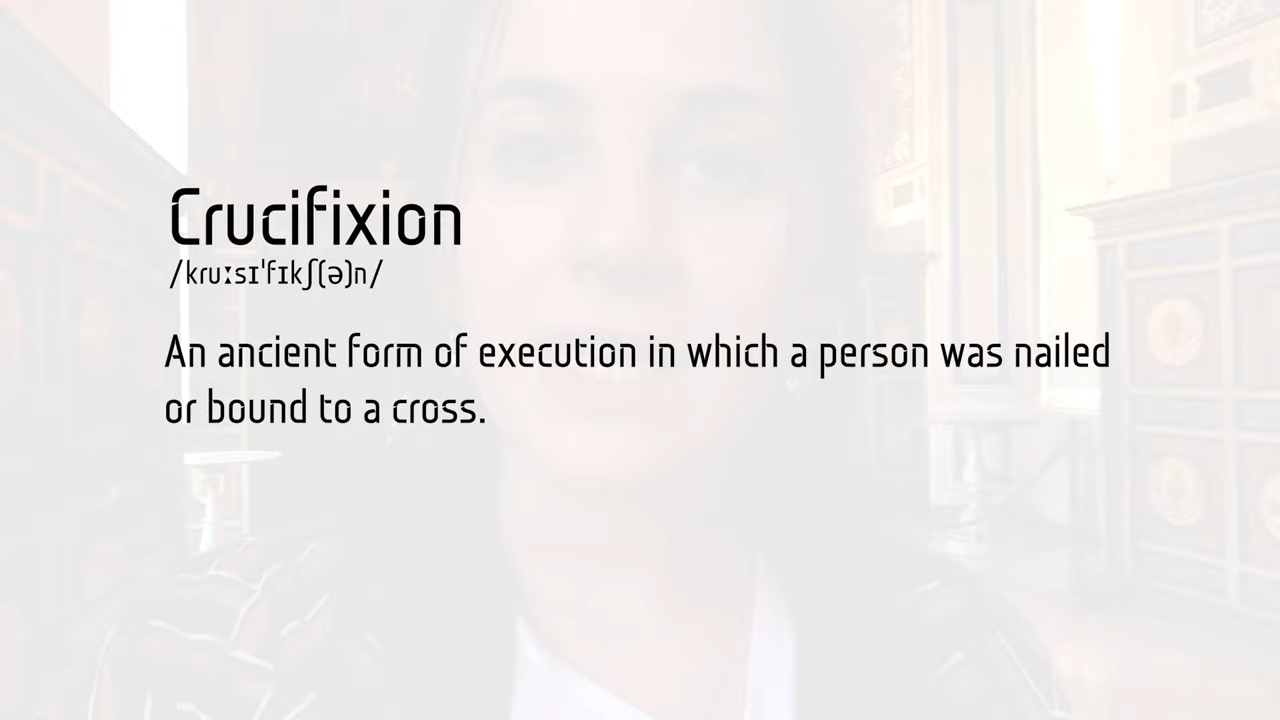 Crucifixion
/kruːsɪˈfɪkʃ(ə)n/
An ancient form of execution in which a person was nailed
or bound to a cross.